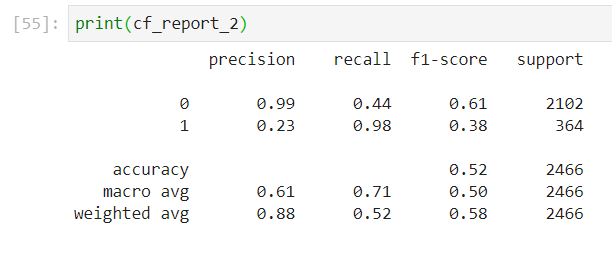 [55]: print(cf_report_2)
precision recall f1-score support
0 0.99 0.44 0.61 2102
1 0.23 0.98 0.38 364
accuracy 0.52 2466
macro avg 0.61 0.71 0.50 2466
weighted avg 0.88 0.52 0.58 2466